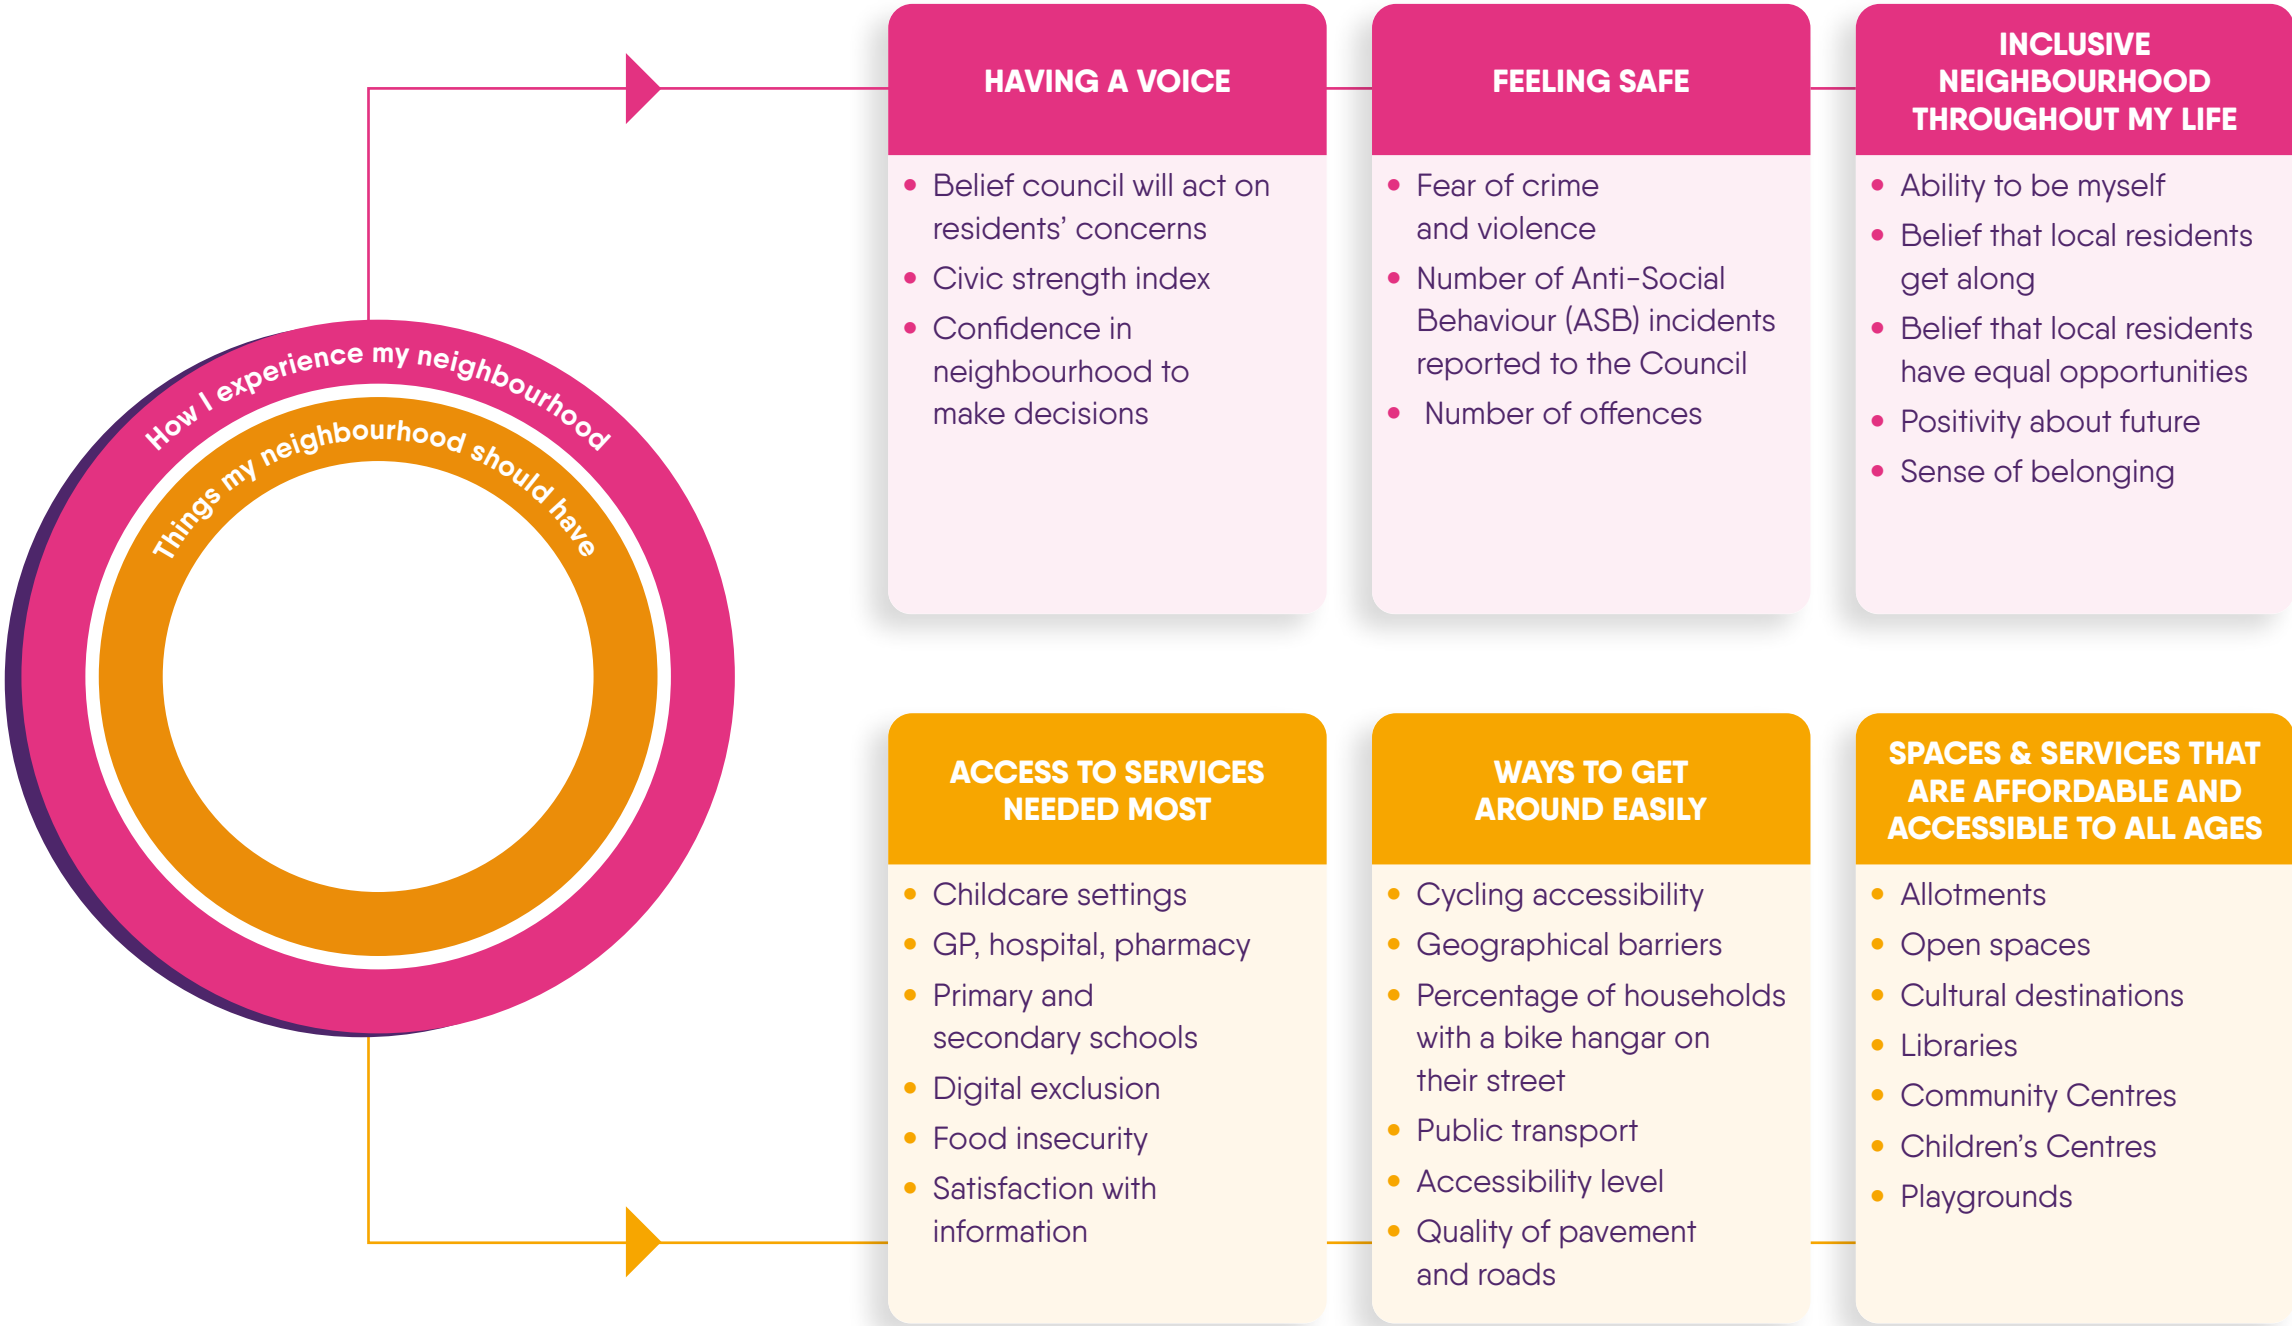 How I experience my neighbourhood
Things my neighbourhood should have
HAVING A VOICE
• Belief council will act on
residents’ concerns
• Civic strength index
• Confidence in
neighbourhood to
make decisions
FEELING SAFE
• Fear of crime
and violence
• Number of Anti-Social
Behaviour (ASB) incidents
reported to the Council
• Number of offences
INCLUSIVE
NEIGHBOURHOOD
THROUGHOUT MY LIFE
• Ability to be myself
• Belief that local residents
get along
• Belief that local residents
have equal opportunities
• Positivity about future
• Sense of belonging
ACCESS TO SERVICES
NEEDED MOST
• Childcare settings
• GP, hospital, pharmacy
• Primary and
secondary schools
• Digital exclusion
• Food insecurity
• Satisfaction with
information
WAYS TO GET
AROUND EASILY
• Cycling accessibility
• Geographical barriers
• Percentage of households
with a bike hangar on
their street
• Public transport
• Accessibility level
• Quality of pavement
and roads
SPACES & SERVICES THAT
ARE AFFORDABLE AND
ACCESSIBLE TO ALL AGES
• Allotments
• Open spaces
• Cultural destinations
• Libraries
• Community Centres
• Children’s Centres
• Playgrounds